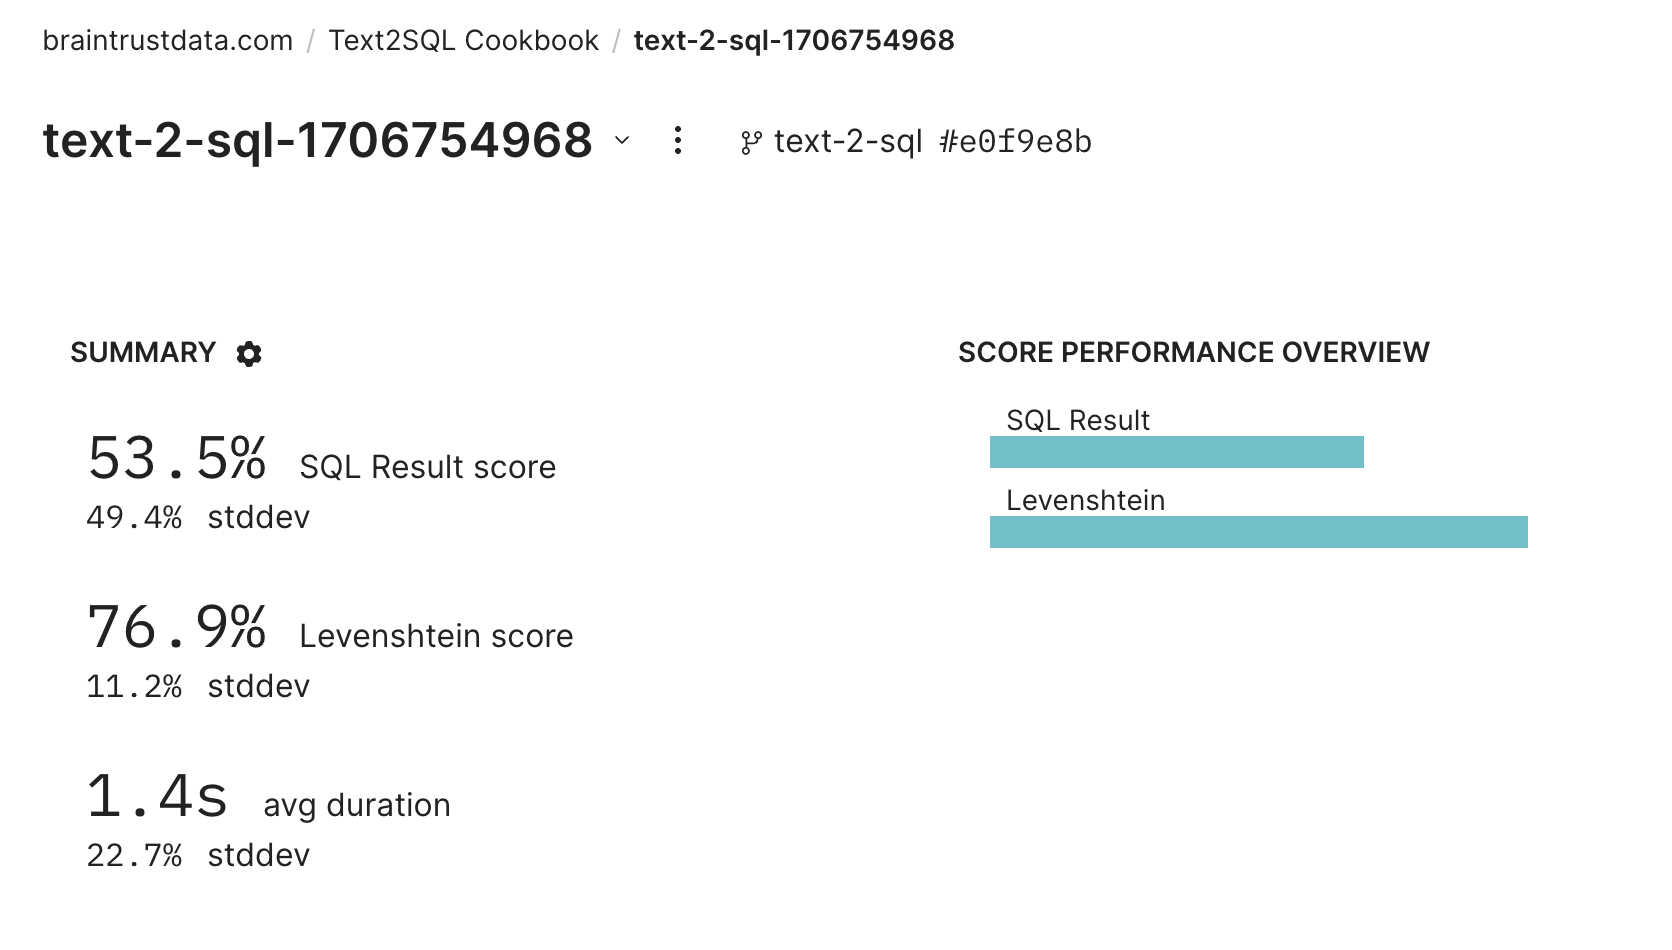 braintrustdata.com / Text2SQL Cookbook / text-2-sql-1706754968
text-2-sql-1706754968 text-2-sql #e0f9e8b
SUMMARY
53.5% SQL Result score
49.4% stddev
76.9% Levenshtein score
11.2% stddev
1.4s avg duration
22.7% stddev
SCORE PERFORMANCE OVERVIEW
SQL Result
Levenshtein